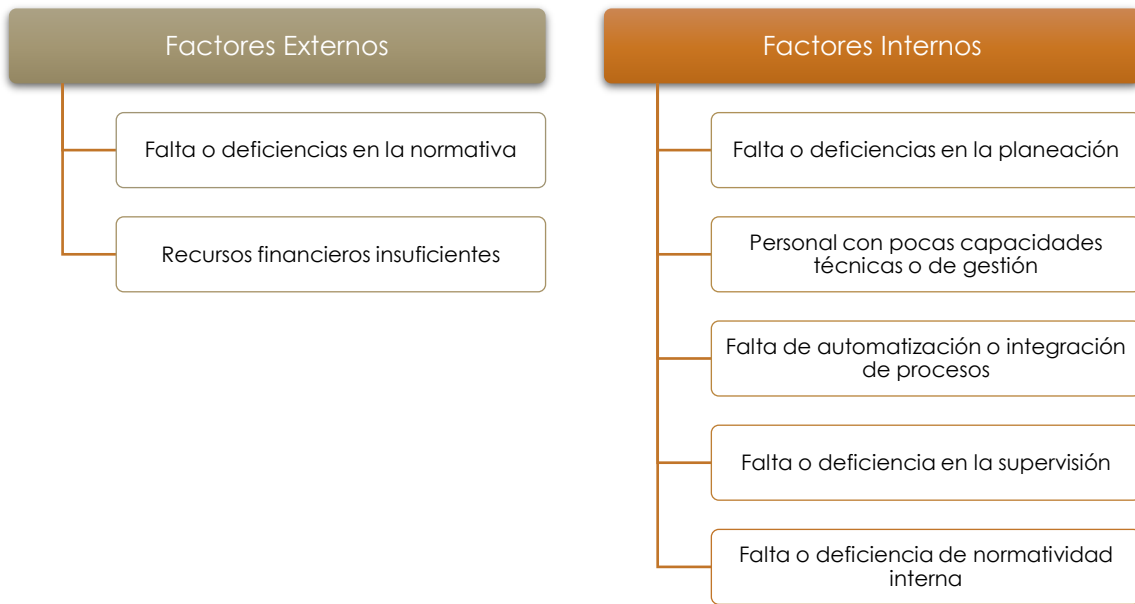 Factores Externos
Falta o deficiencias en la normativa
Recursos financieros insuficientes
Factores Internos
Falta o deficiencias en la planeación
Personal con pocas capacidades
técnicas o de gestión
Falta de automatización o integración
de procesos
Falta o deficiencia en la supervisión
Falta o deficiencia de normatividad
interna